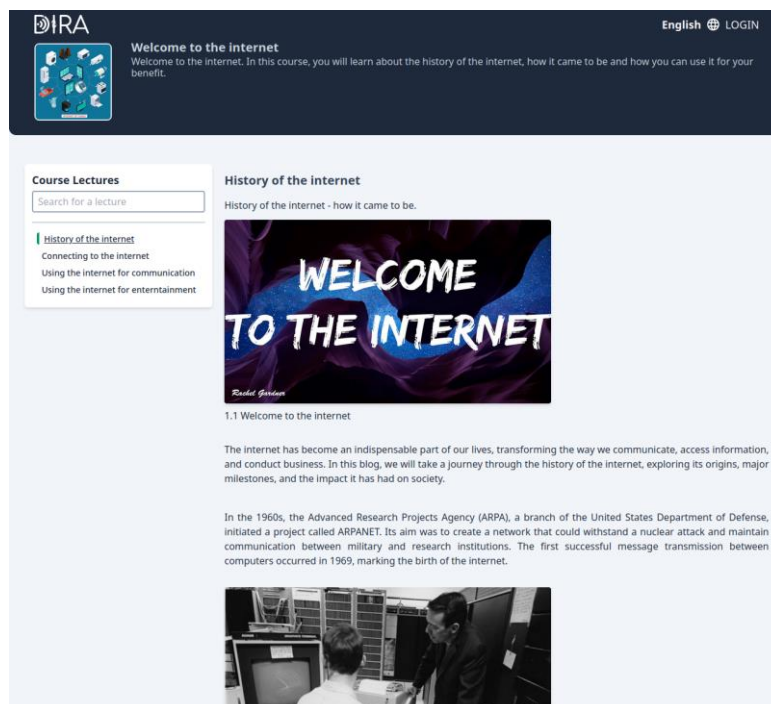 DIRA
English LOGIN
Welcome to the internet
Welcome to the internet. In this course, you will learn about the history of the internet, how it came to be and how you can use it for your
benefit.
Course Lectures
Search for a lecture
History of the internet
Connecting to the internet
Using the internet for communication
Using the internet for enterntainment
History of the internet
History of the internet - how it came to be.
WELCOME
TO THE INTERNET
Rachel Gardner
1.1 Welcome to the internet
The internet has become an indispensable part of our lives, transforming the way we communicate, access information,
and conduct business. In this blog, we will take a journey through the history of the internet, exploring its origins, major
milestones, and the impact it has had on society.
In the 1960s, the Advanced Research Projects Agency (ARPA), a branch of the United States Department of Defense,
initiated a project called ARPANET. Its aim was to create a network that could withstand a nuclear attack and maintain
communication between military and research institutions. The first successful message transmission between
computers occurred in 1969, marking the birth of the internet.